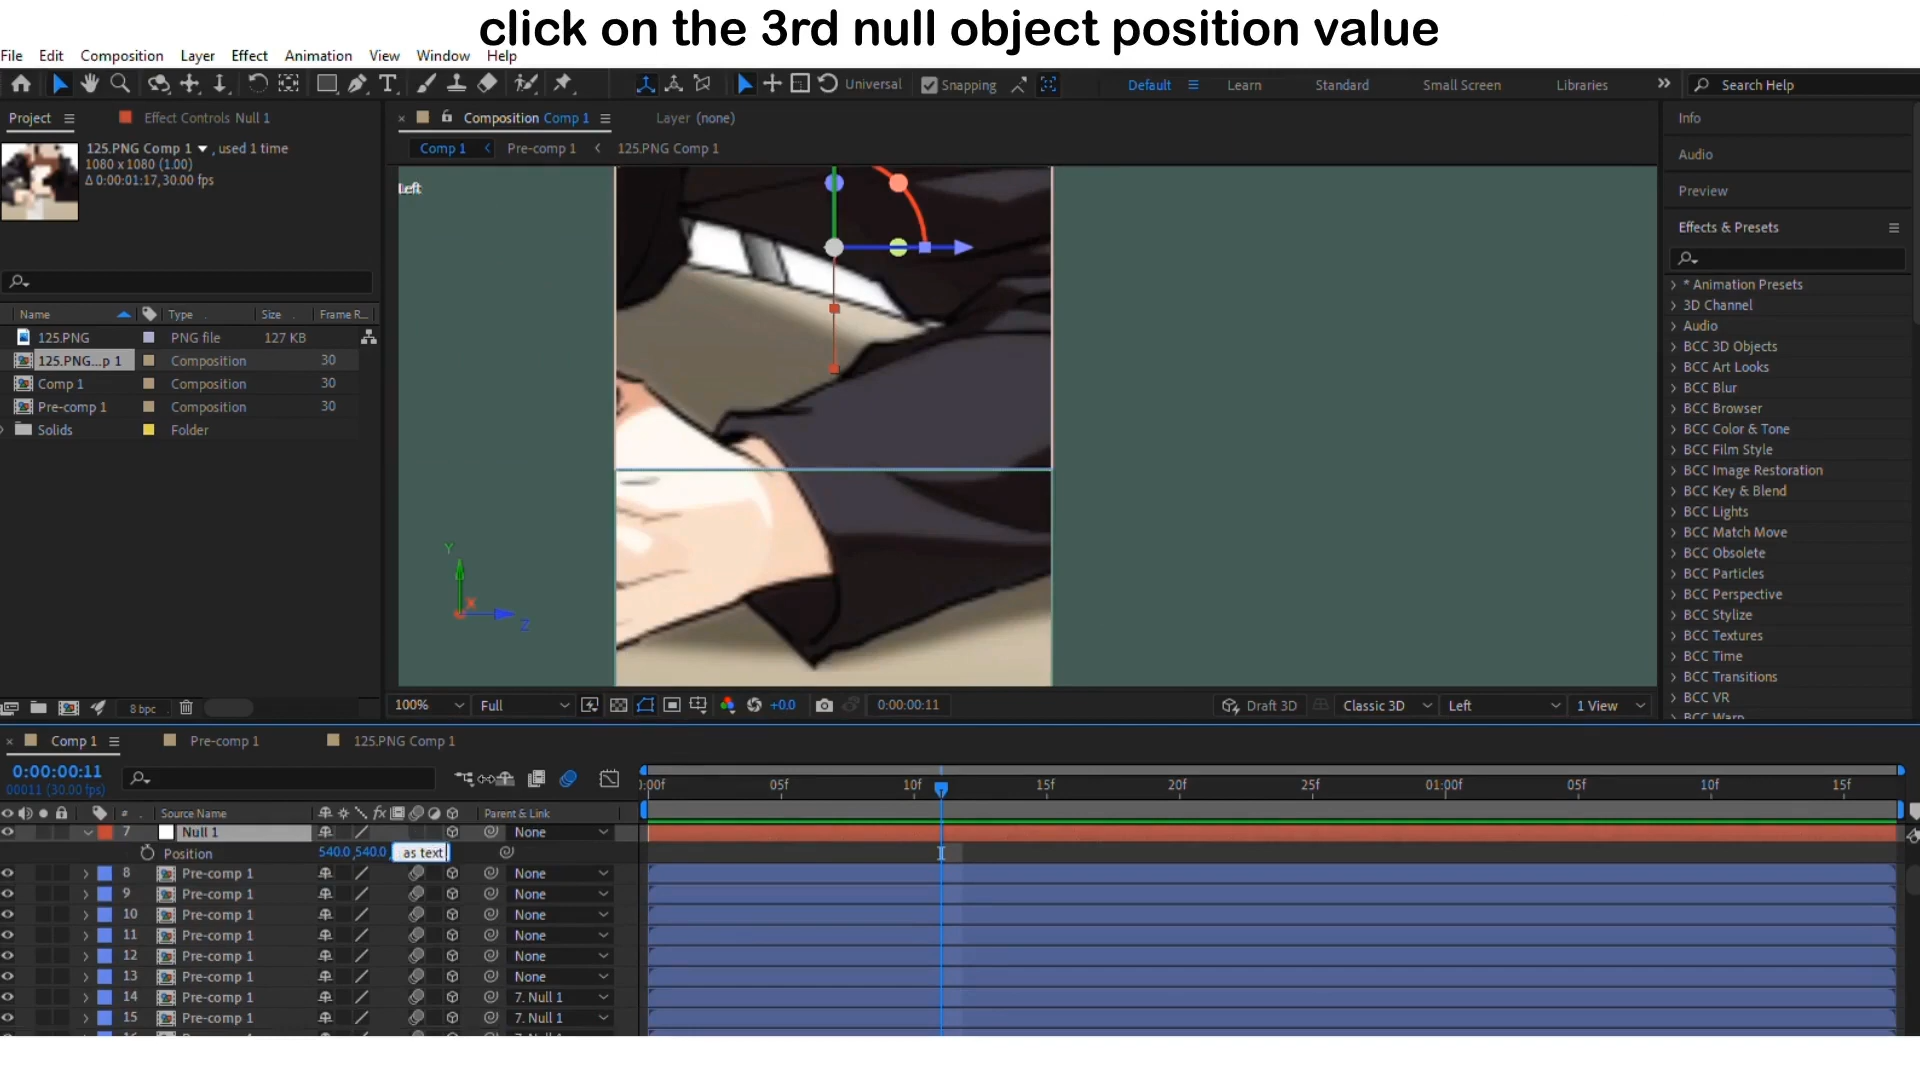 click on the 3rd null object position value
File Edit Composition Layer Effect Animation View Window Help
Universal Snapping Default Learn Standard Small Screen Libraries Search Help
Project Effect Controls Null 1 Composition Comp 1 Layer (none) Info
125.PNG Comp 1 , used 1 time
1080 x 1080 (1.00)
Δ 0:00:01:17, 30.00 fps
Comp 1 Pre-comp 1 125.PNG Comp 1
Audio
Preview
Effects & Presets
Left
* Animation Presets
3D Channel
Audio
BCC 3D Objects
BCC Art Looks
BCC Blur
BCC Browser
BCC Color & Tone
BCC Film Style
BCC Image Restoration
BCC Key & Blend
BCC Lights
BCC Match Move
BCC Obsolete
BCC Particles
BCC Perspective
BCC Stylize
BCC Textures
BCC Time
BCC Transitions
BCC VR
BCC Warp
Name Type Size Frame R...
125.PNG PNG file 127 KB
125.PNG...p 1 Composition 30
Comp 1 Composition 30
Pre-comp 1 Composition 30
Solids Folder
Y
X
Z
8 bpc 100% Full +0.0 0:00:00:11 Draft 3D Classic 3D Left 1 View
Comp 1 Pre-comp 1 125.PNG Comp 1
0:00:00:11
00011 (30.00 fps)
:00f 05f 10f 15f 20f 25f 01:00f 05f 10f 15f
# Source Name fx Parent & Link
7 Null 1 None
Position 540.0,540.0, as text
8 Pre-comp 1 None
9 Pre-comp 1 None
10 Pre-comp 1 None
11 Pre-comp 1 None
12 Pre-comp 1 None
13 Pre-comp 1 None
14 Pre-comp 1 7. Null 1
15 Pre-comp 1 7. Null 1